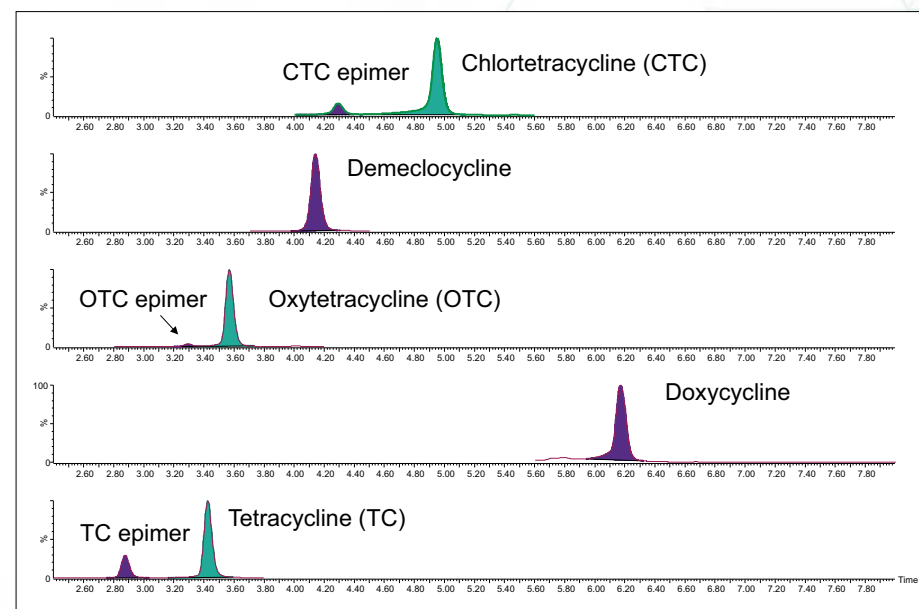 CTC epimer
Chlortetracycline (CTC)
%
0
2.60 2.80 3.00 3.20 3.40 3.60 3.80 4.00 4.20 4.40 4.60 4.80 5.00 5.20 5.40 5.60 5.80 6.00 6.20 6.40 6.60 6.80 7.00 7.20 7.40 7.60 7.80
Demeclocycline
%
0
2.60 2.80 3.00 3.20 3.40 3.60 3.80 4.00 4.20 4.40 4.60 4.80 5.00 5.20 5.40 5.60 5.80 6.00 6.20 6.40 6.60 6.80 7.00 7.20 7.40 7.60 7.80
OTC epimer
Oxytetracycline (OTC)
%
0
2.60 2.80 3.00 3.20 3.40 3.60 3.80 4.00 4.20 4.40 4.60 4.80 5.00 5.20 5.40 5.60 5.80 6.00 6.20 6.40 6.60 6.80 7.00 7.20 7.40 7.60 7.80
100
Doxycycline
%
0
2.60 2.80 3.00 3.20 3.40 3.60 3.80 4.00 4.20 4.40 4.60 4.80 5.00 5.20 5.40 5.60 5.80 6.00 6.20 6.40 6.60 6.80 7.00 7.20 7.40 7.60 7.80
TC epimer
Tetracycline (TC)
%
0
Time
2.60 2.80 3.00 3.20 3.40 3.60 3.80 4.00 4.20 4.40 4.60 4.80 5.00 5.20 5.40 5.60 5.80 6.00 6.20 6.40 6.60 6.80 7.00 7.20 7.40 7.60 7.80